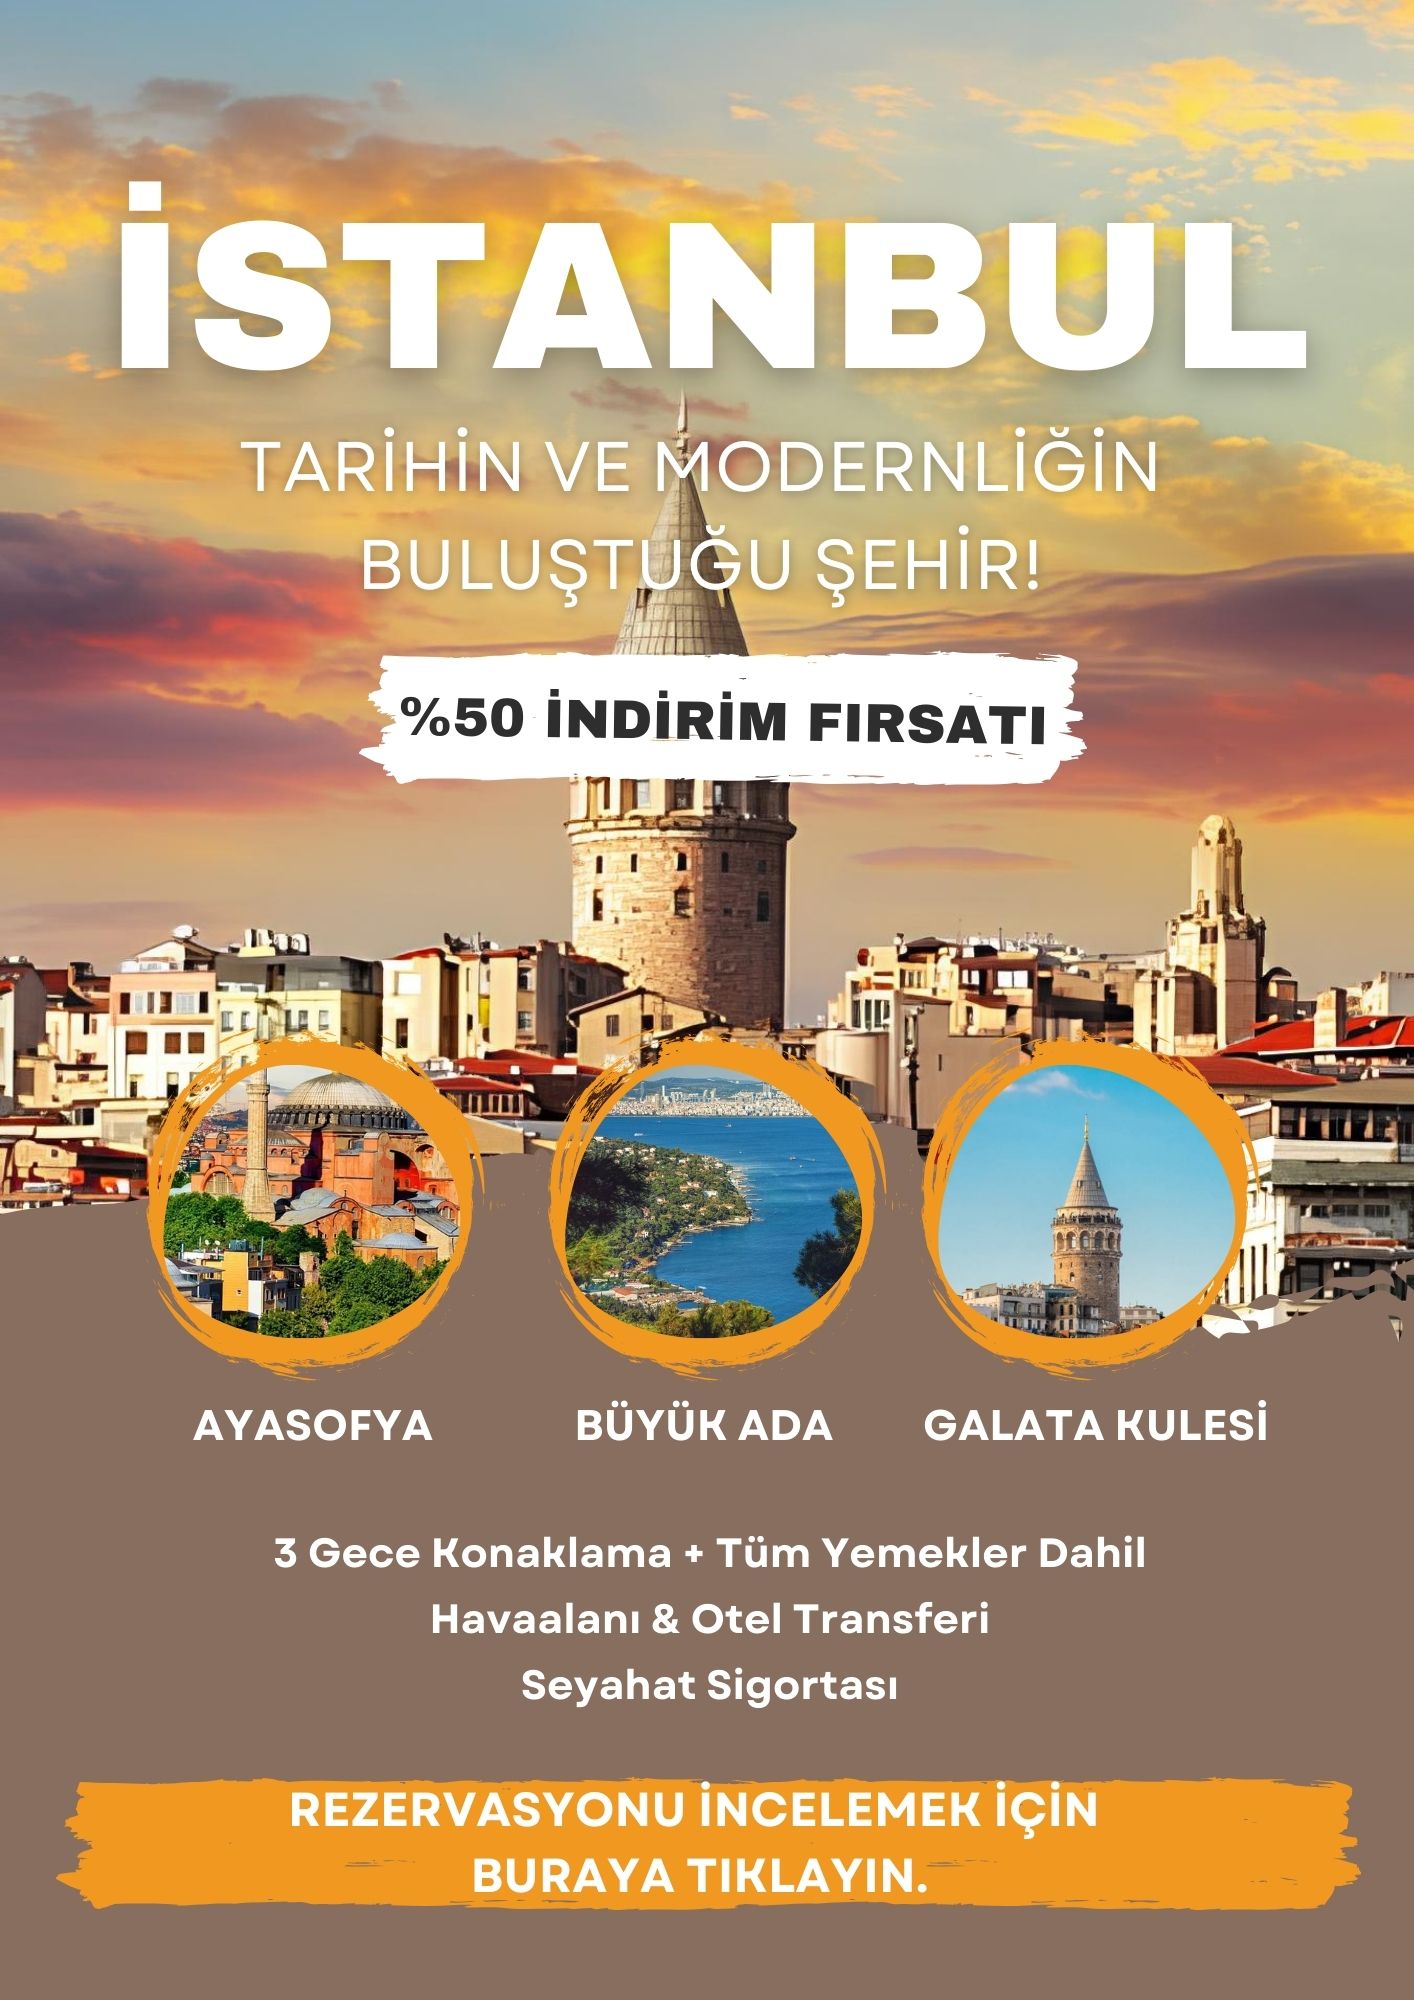 İSTANBUL
TARİHİN VE MODERNLİĞİN
BULUŞTUĞU ŞEHİR!
%50 İNDİRİM FIRSATI
AYASOFYA
BÜYÜK ADA
GALATA KULESİ
3 Gece Konaklama + Tüm Yemekler Dahil
Havaalanı & Otel Transferi
Seyahat Sigortası
REZERVASYONU İNCELEMEK İÇİN
BURAYA TIKLAYIN.